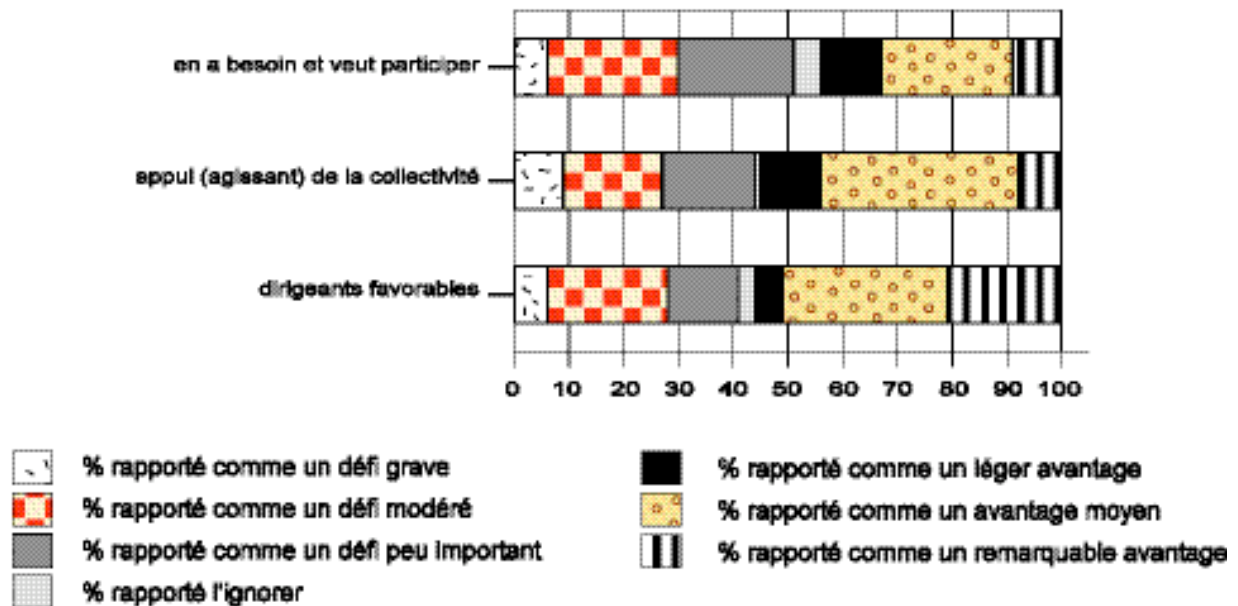 en a besoin et veut participer
appui (agissant) de la collectivité
dirigeants favorables
0 10 20 30 40 50 60 70 80 90 100
% rapporté comme un défi grave
% rapporté comme un défi modéré
% rapporté comme un défi peu important
% rapporté l'ignorer
% rapporté comme un léger avantage
% rapporté comme un avantage moyen
% rapporté comme un remarquable avantage